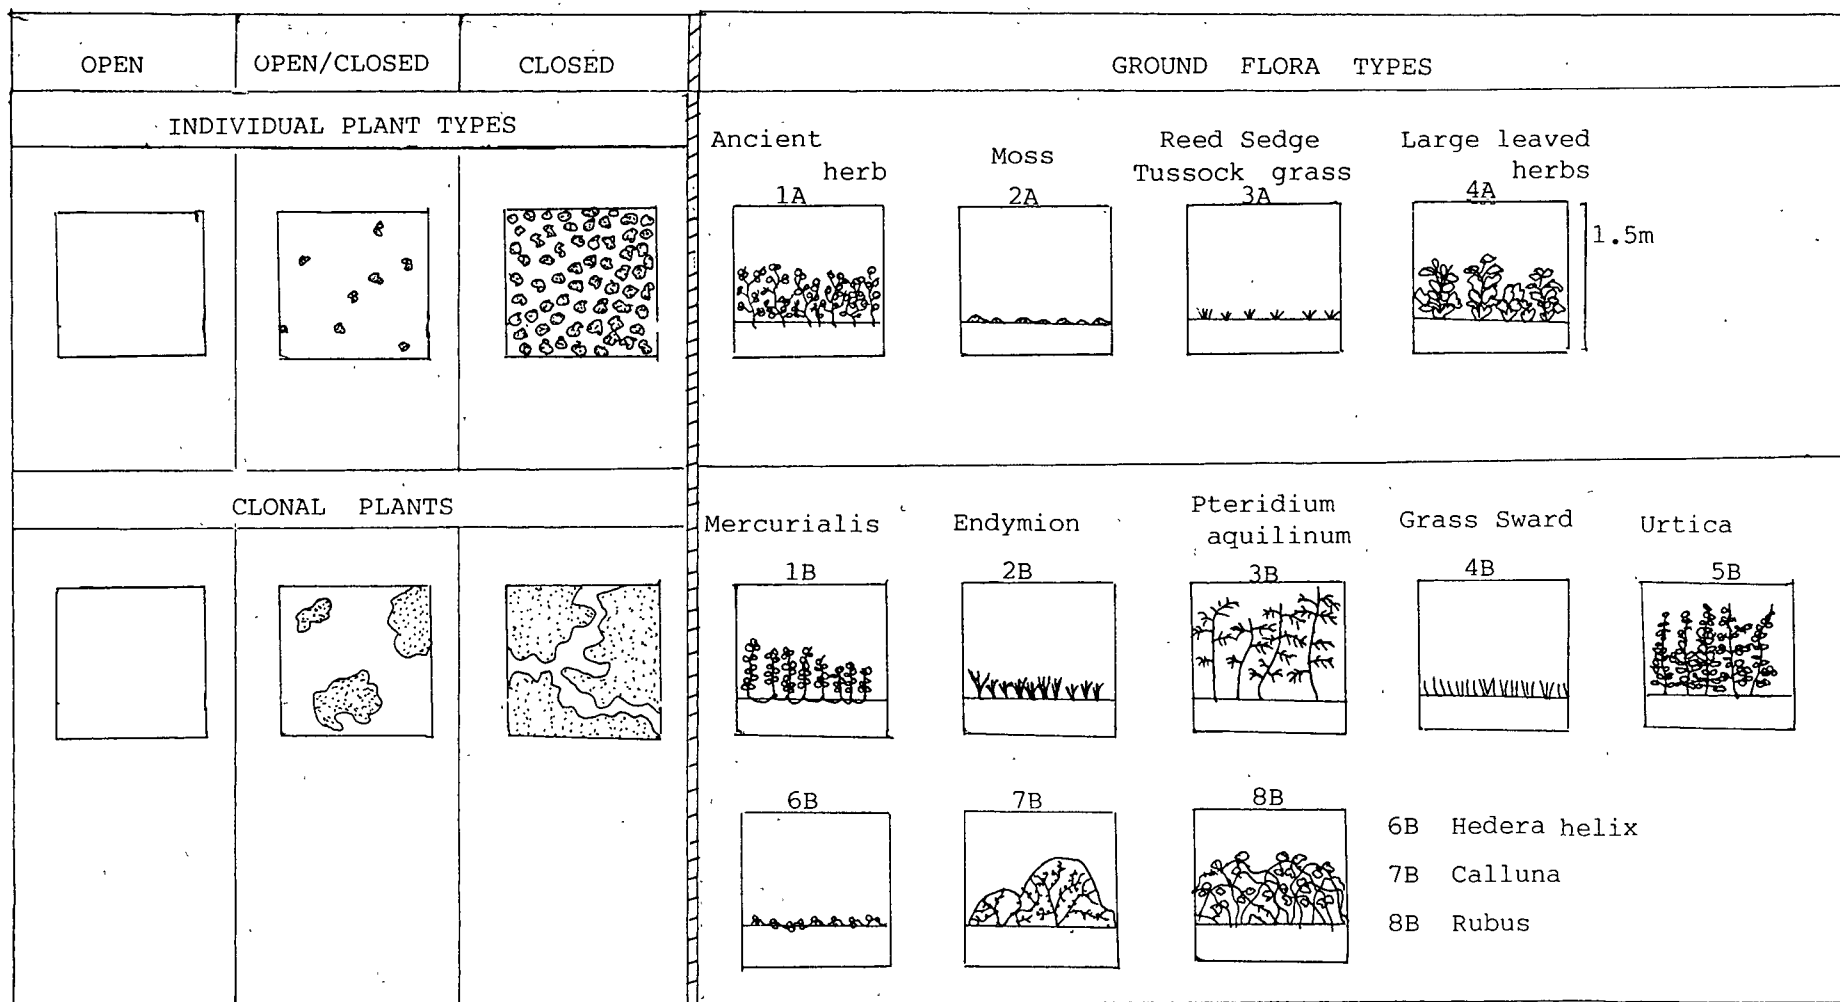 OPEN
OPEN/CLOSED
CLOSED
GROUND FLORA TYPES
INDIVIDUAL PLANT TYPES
Ancient
herb
1A
Moss
2A
Reed Sedge
Tussock grass
3A
Large leaved
herbs
4A
1.5m
CLONAL PLANTS
Mercurialis
1B
Endymion
2B
Pteridium
aquilinum
3B
Grass Sward
4B
Urtica
5B
6B
7B
8B
6B Hedera helix
7B Calluna
8B Rubus